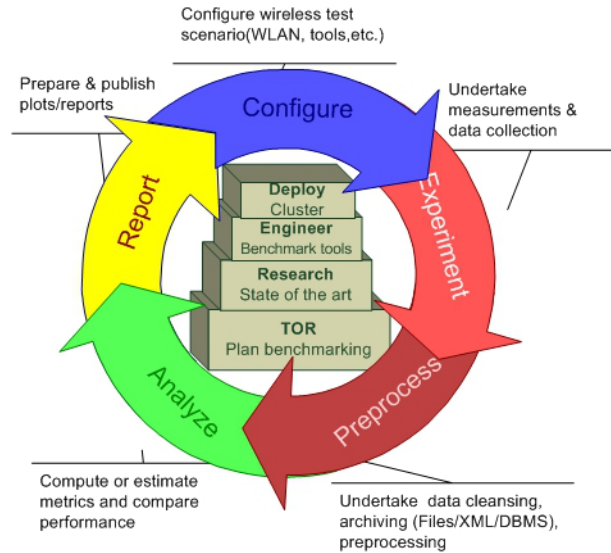 Configure wireless test
scenario(WLAN, tools,etc.)
Prepare & publish
plots/reports
Undertake
measurements &
data collection
Configure
Experiment
Preprocess
Analyze
Report
Deploy
Cluster
Engineer
Benchmark tools
Research
State of the art
TOR
Plan benchmarking
Compute or estimate
metrics and compare
performance
Undertake data cleansing,
archiving (Files/XML/DBMS),
preprocessing